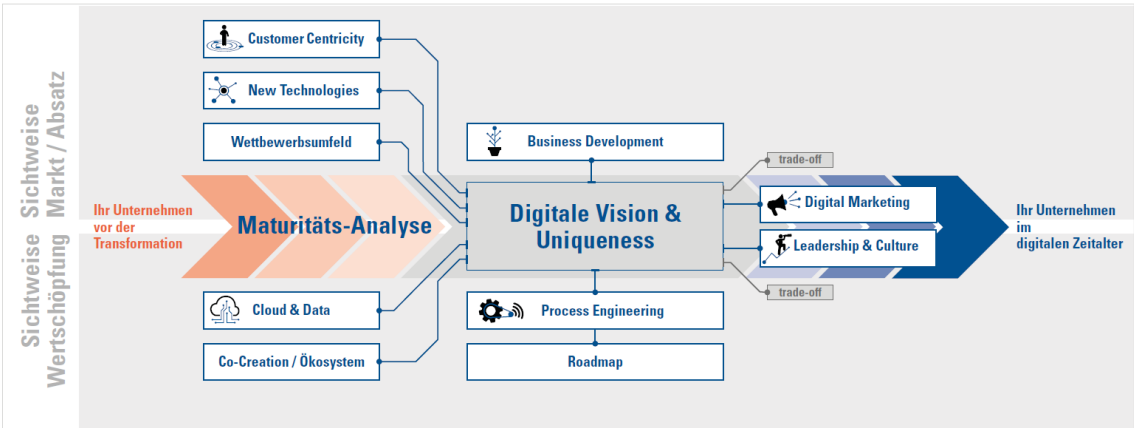 Sichtweise
Markt / Absatz
Sichtweise
Wertschöpfung
Ihr Unternehmen
vor der
Transformation
Customer Centricity
New Technologies
Wettbewerbsumfeld
Maturitäts-Analyse
Cloud & Data
Co-Creation / Ökosystem
Business Development
Digitale Vision &
Uniqueness
Process Engineering
Roadmap
trade-off
Digital Marketing
Leadership & Culture
trade-off
Ihr Unternehmen
im
digitalen Zeitalter